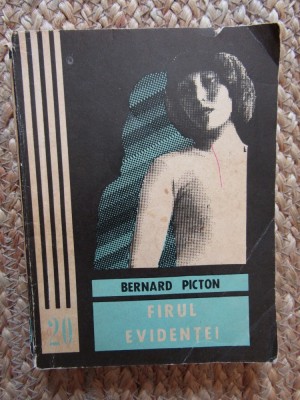 BERNARD PICTON
FIRUL
EVIDENȚEI
20